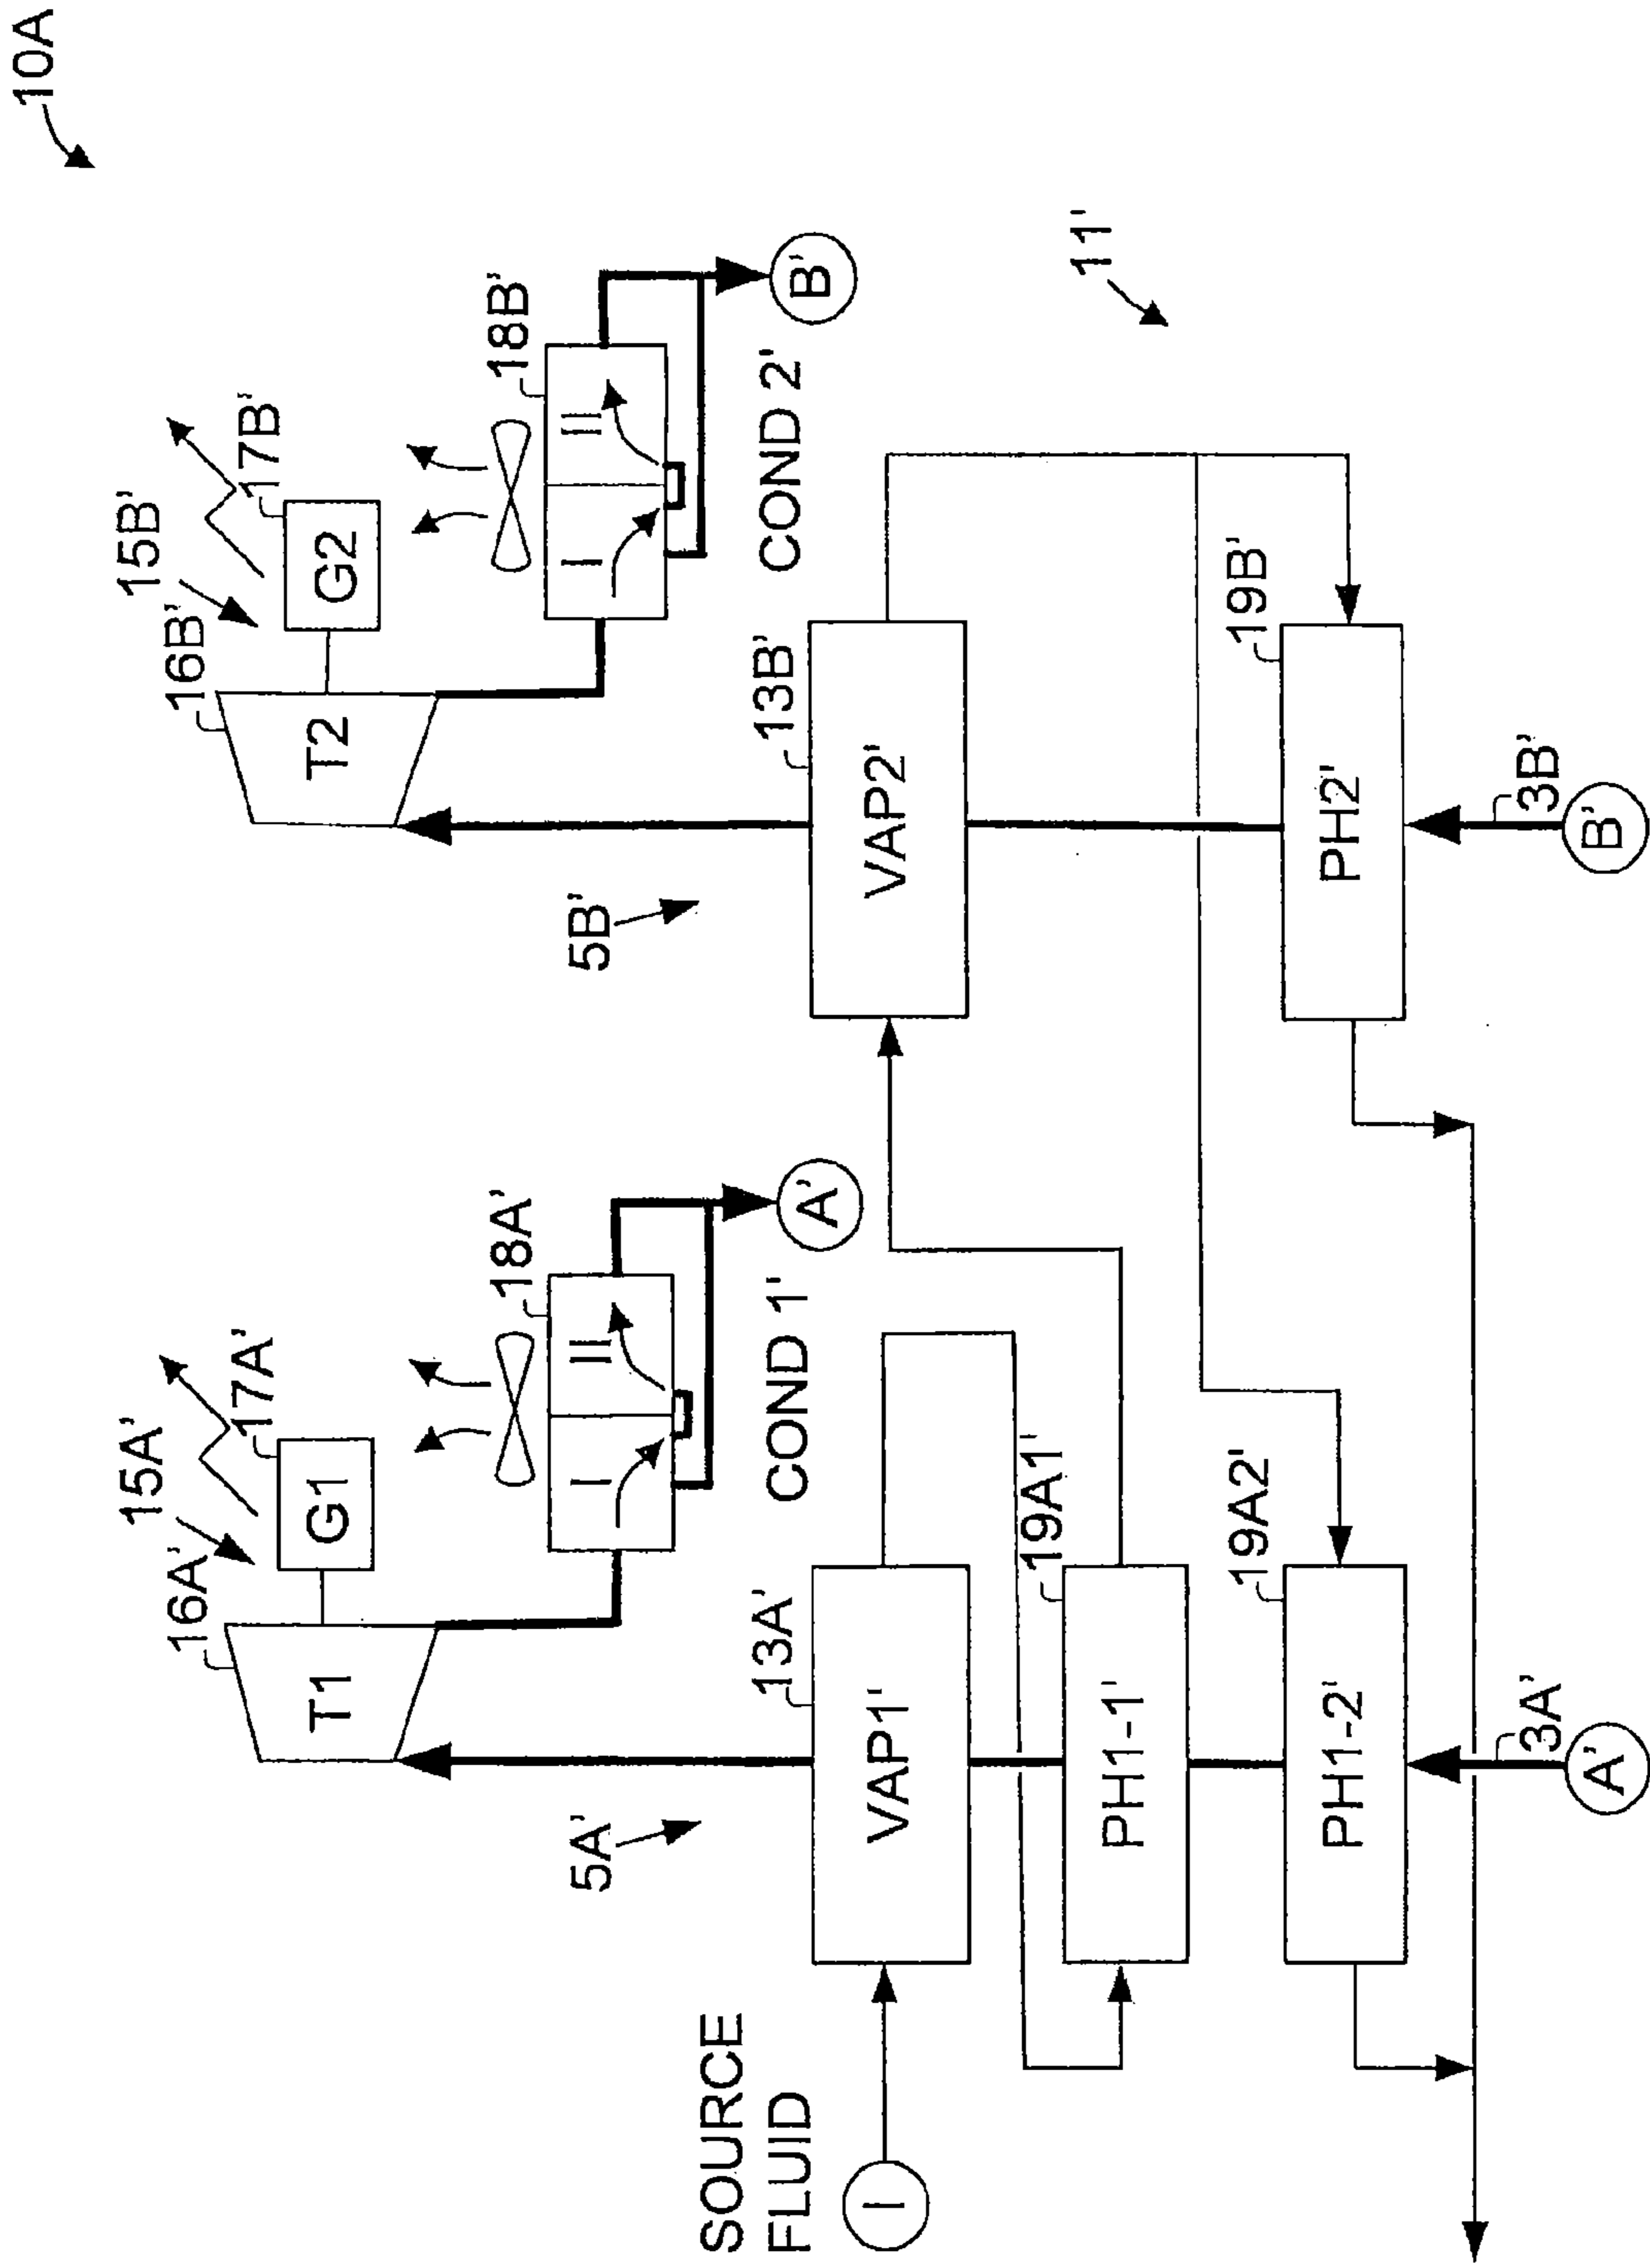 10A
15A'
16A'
17A'
T1
G1
18A'
I
II
COND 1'
A'
15B'
16B'
17B'
T2
G2
18B'
I
II
COND 2'
B'
5A'
5B'
11'
SOURCE
FLUID
I
13A'
VAP1'
13B'
VAP2'
19A1'
PH1-1'
19A2'
PH1-2'
19B'
PH2'
3A'
A'
3B'
B'